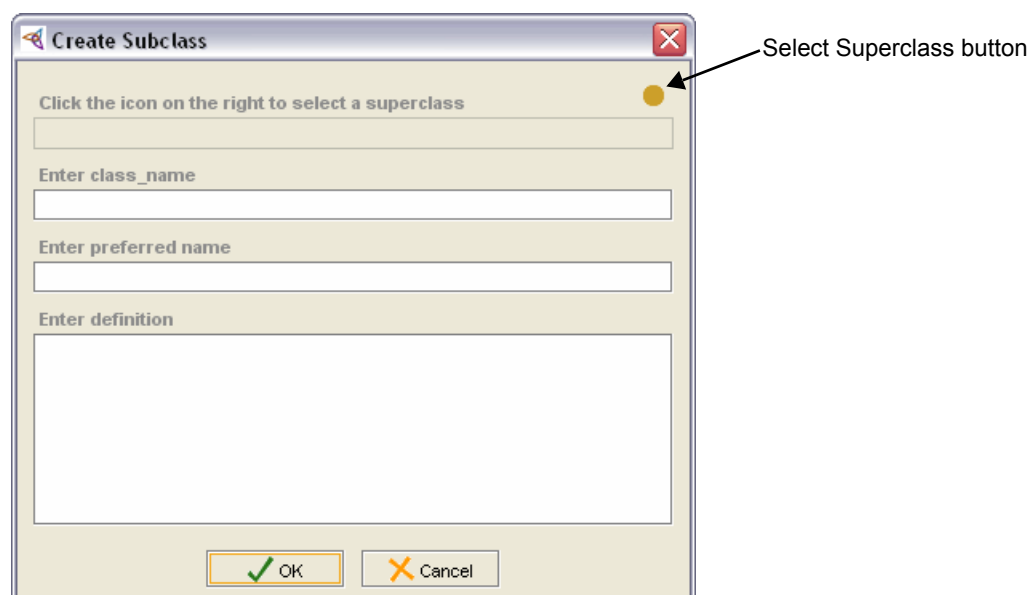 Create Subclass
Select Superclass button
Click the icon on the right to select a superclass
Enter class_name
Enter preferred name
Enter definition
OK
Cancel